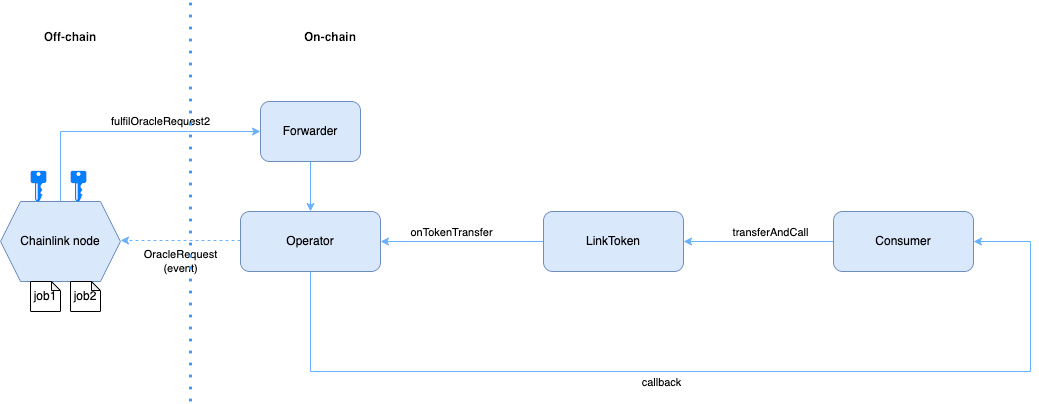 Off-chain
On-chain
fulfilOracleRequest2
Forwarder
Chainlink node
Operator
onTokenTransfer
LinkToken
transferAndCall
Consumer
OracleRequest
(event)
job1
job2
callback